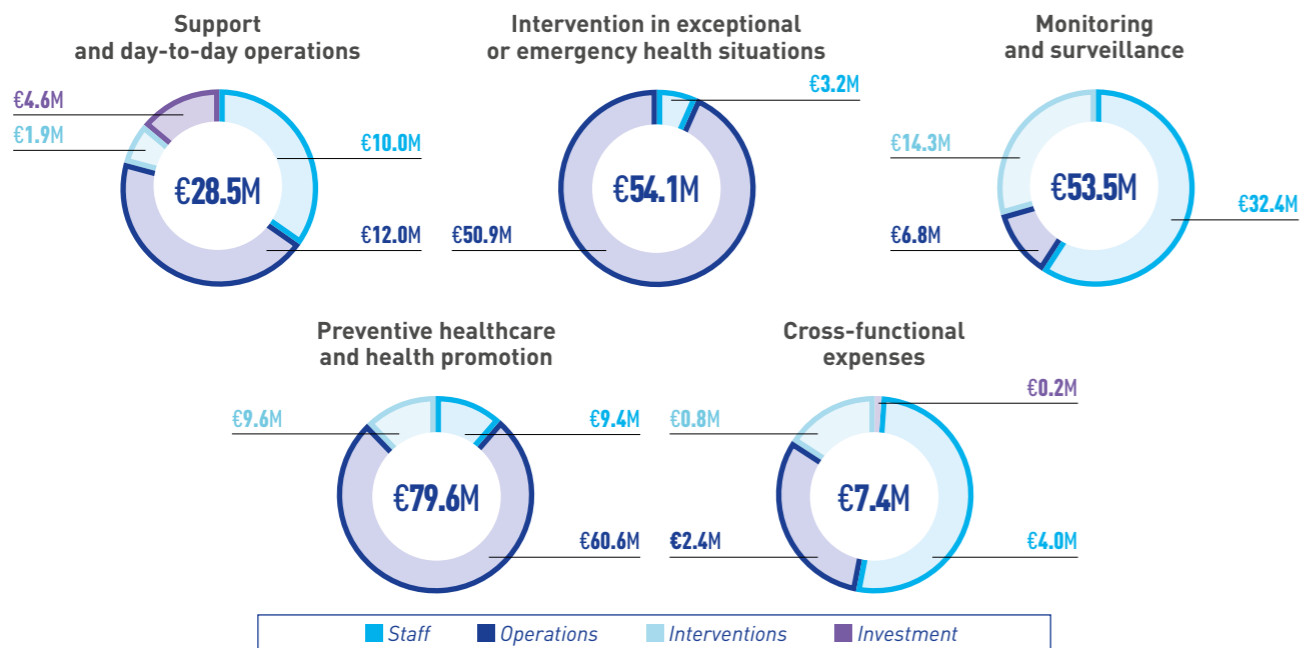 Support
and day-to-day operations
€4.6M
€1.9M
€10.0M
€28.5M
€12.0M
Intervention in exceptional
or emergency health situations
€3.2M
€54.1M
€50.9M
Monitoring
and surveillance
€14.3M
€53.5M
€32.4M
€6.8M
Preventive healthcare
and health promotion
€9.6M
€9.4M
€79.6M
€60.6M
Cross-functional
expenses
€0.2M
€0.8M
€7.4M
€2.4M
€4.0M
Staff
Operations
Interventions
Investment